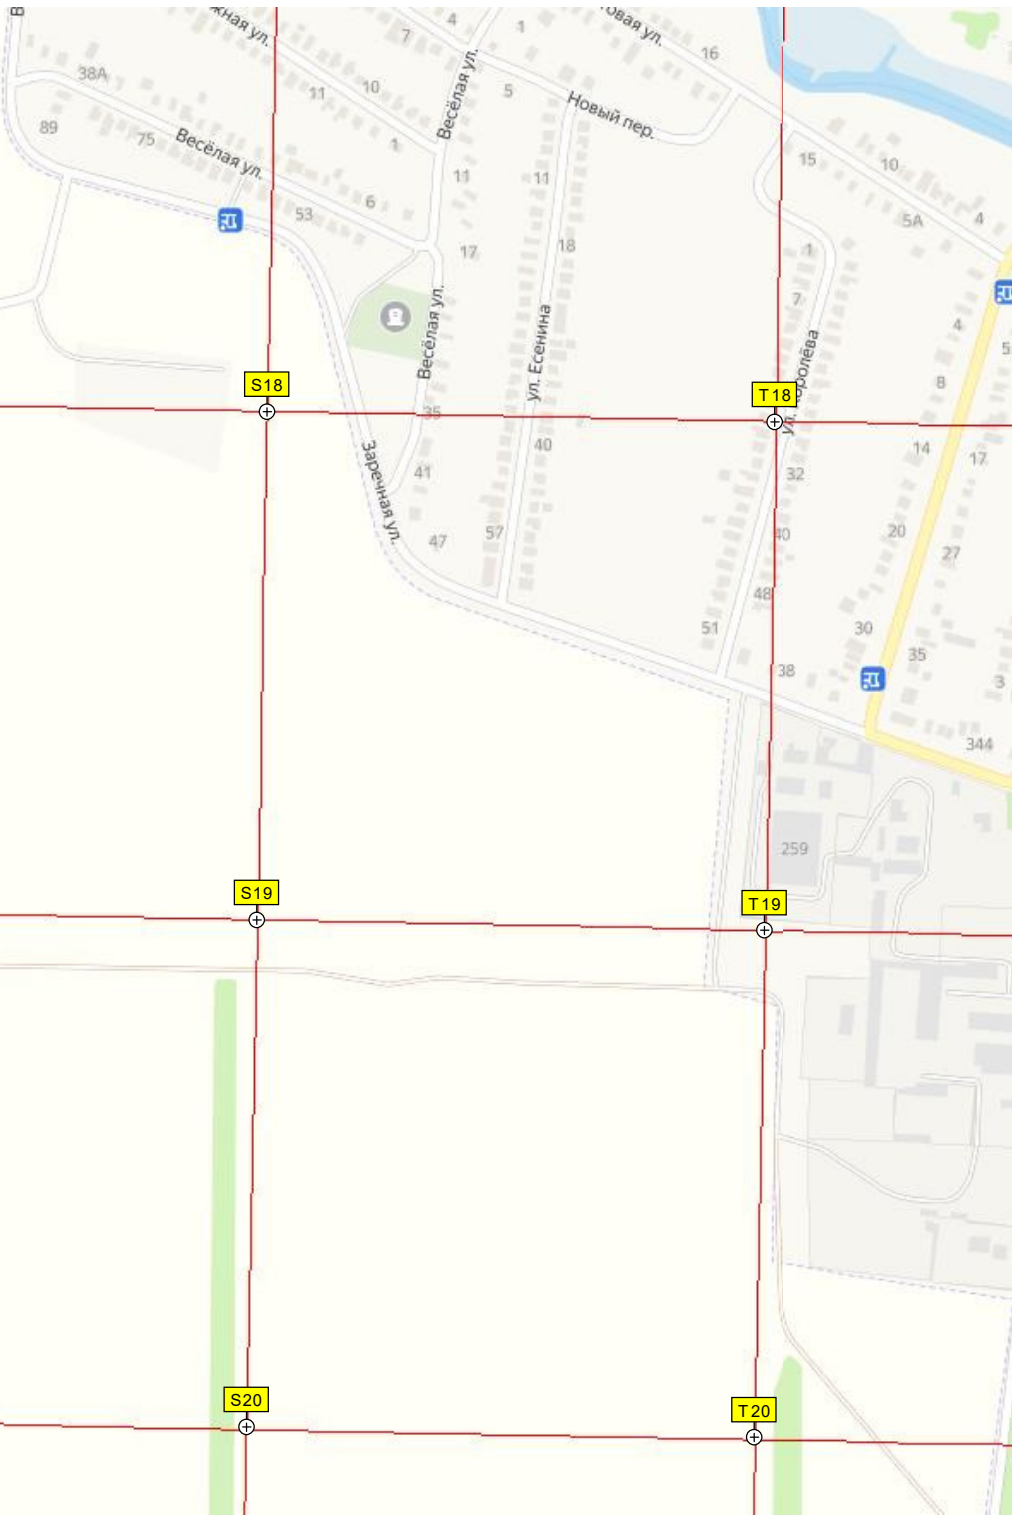 4
1
7
16
38А
11
10
5
Весёлая ул.
Новый пер.
89
75
Весёлая ул.
1
15
10
11
11
6
53
5А
4
17
18
1
7
4
Весёлая ул.
ул. Есенина
8
S18
T18
ул. Королёва
35
40
14
17
41
Заречная ул.
32
47
57
40
20
27
48
51
30
35
38
3
344
259
S19
T19
S20
T20